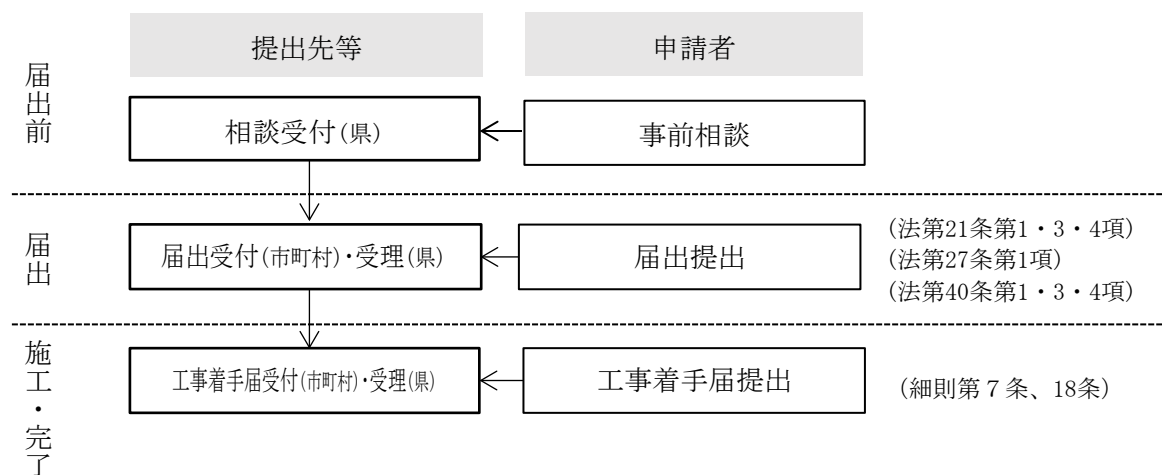 提出先等
申請者
届出前
相談受付(県)
事前相談
届出
届出受付(市町村)・受理(県)
届出提出
(法第21条第1・3・4項)
(法第27条第1項)
(法第40条第1・3・4項)
施工・完了
工事着手届受付(市町村)・受理(県)
工事着手届提出
(細則第7条、18条)